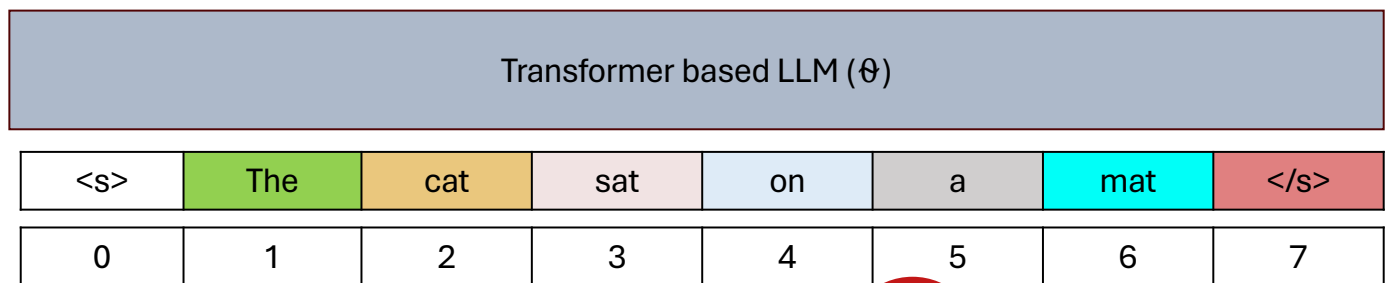 Transformer based LLM (ϑ)
<s> The cat sat on a mat </s>
0 1 2 3 4 5 6 7